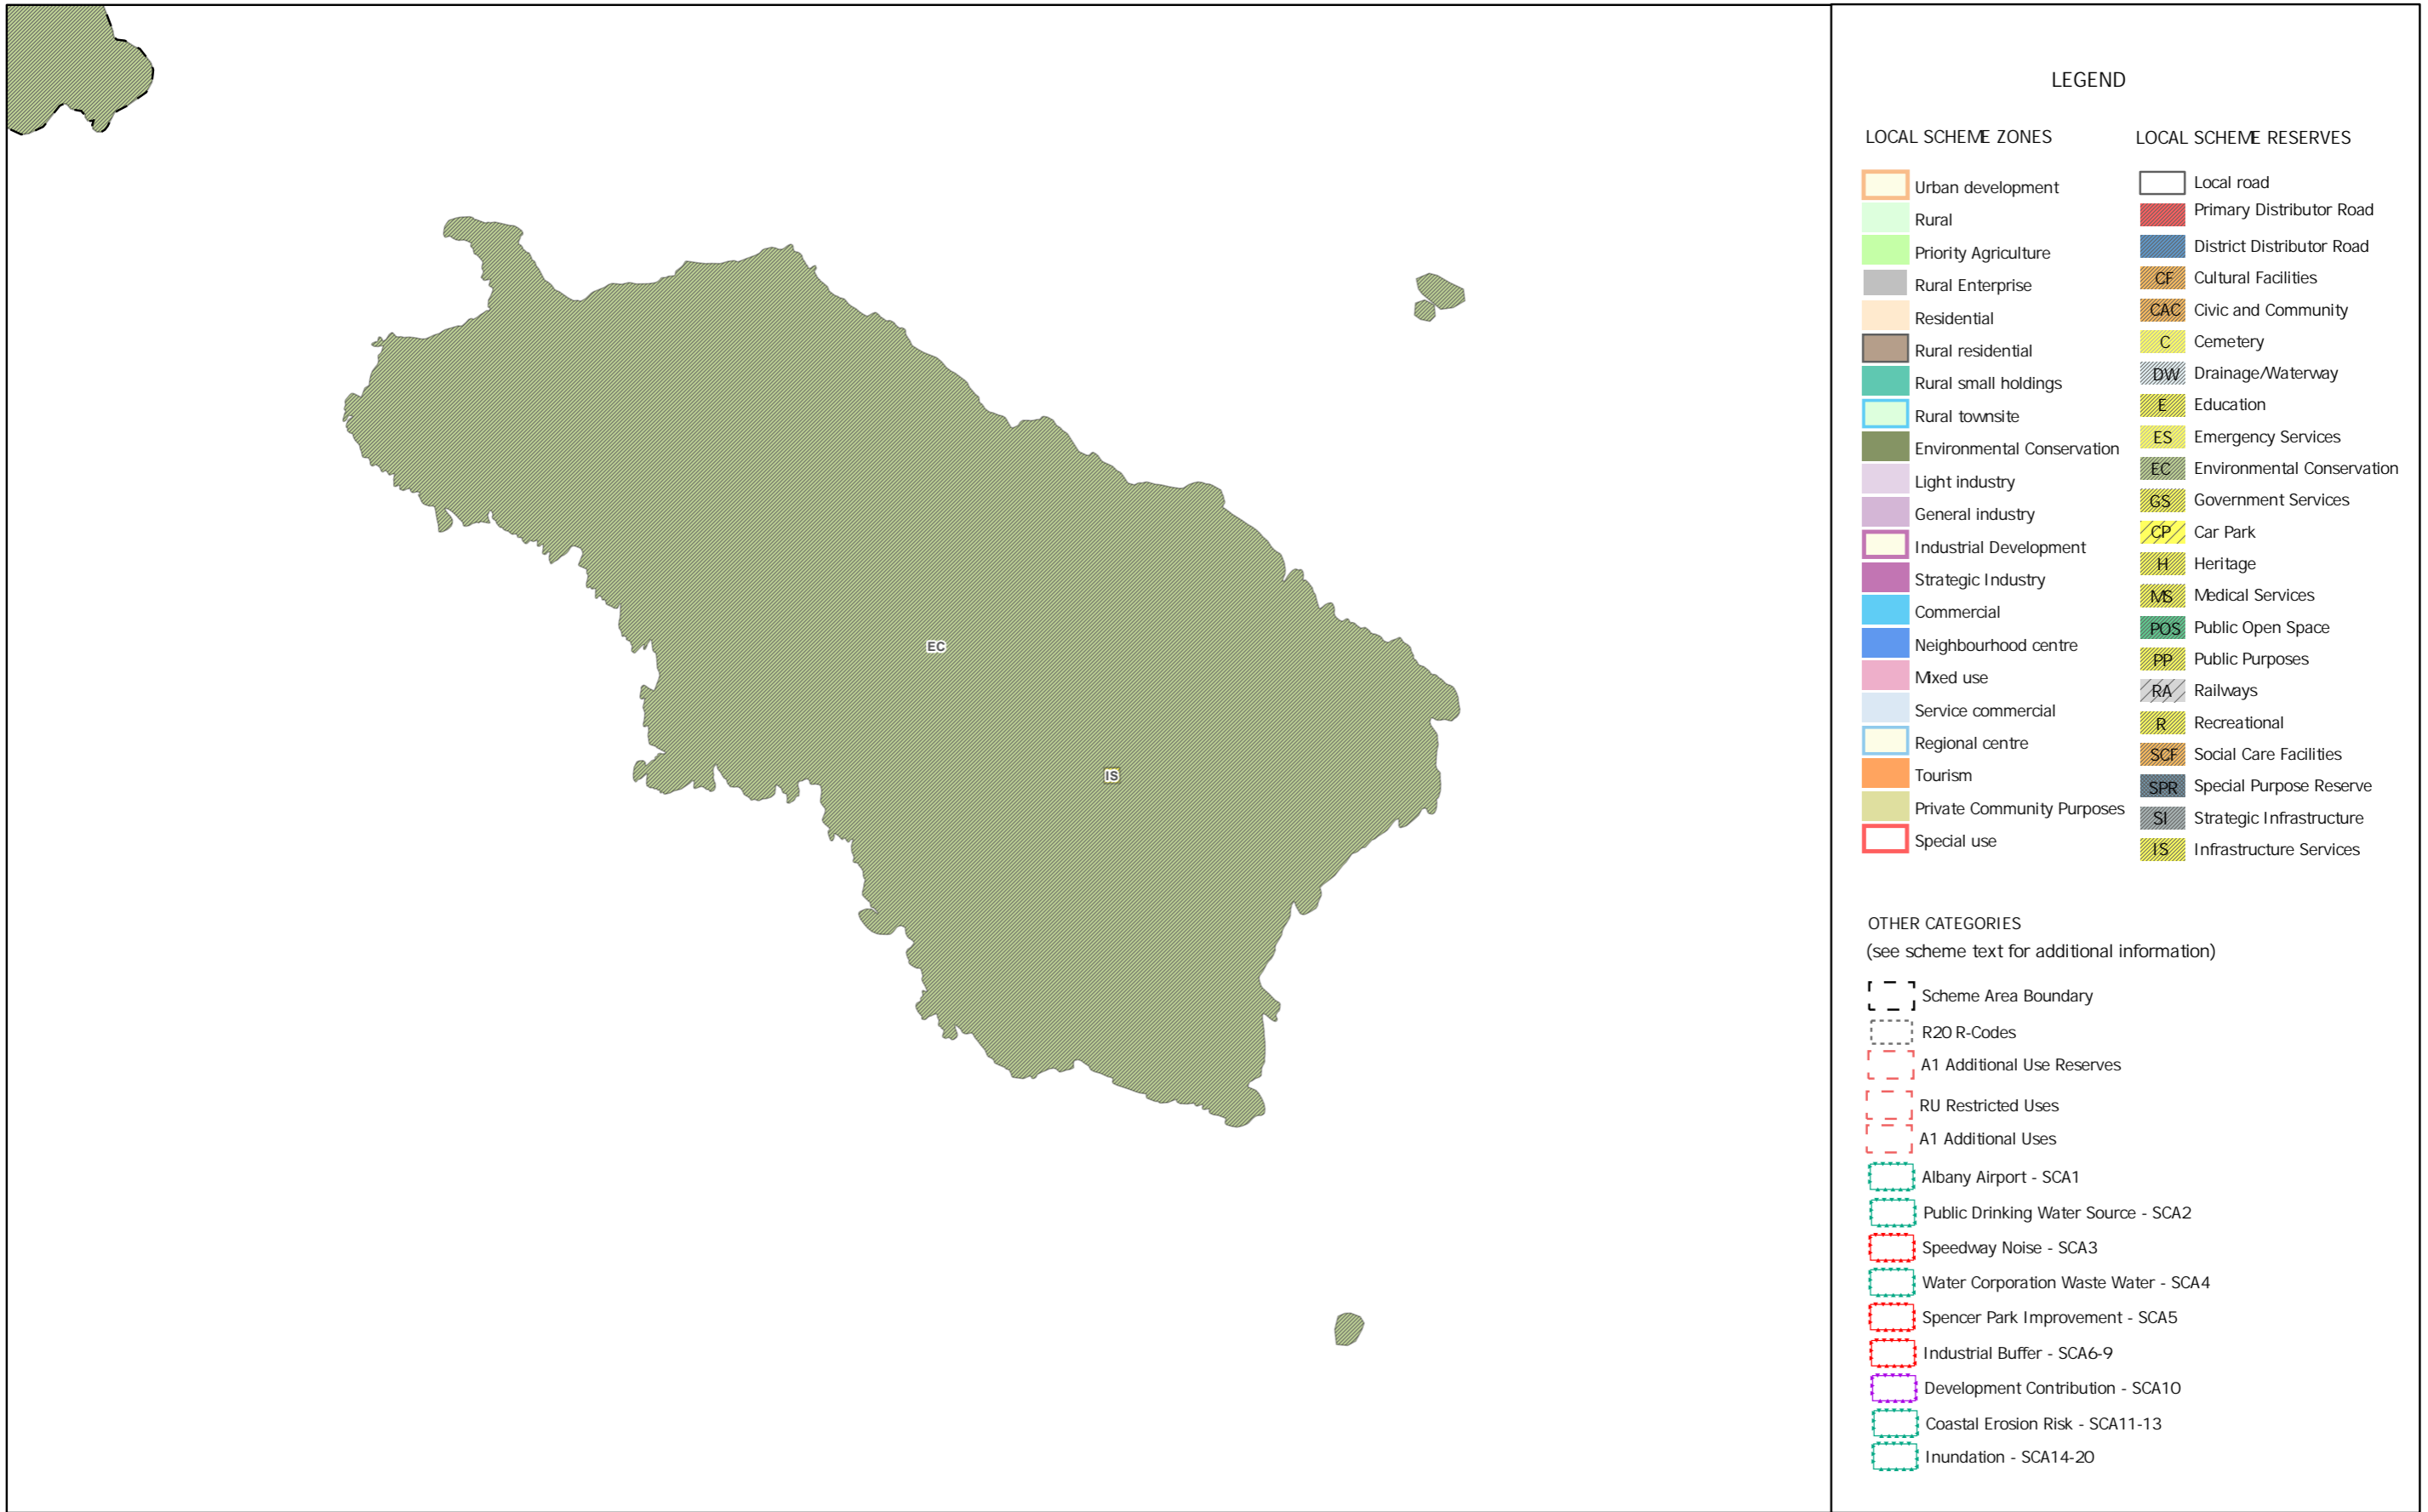 EC
IS
LEGEND
LOCAL SCHEME ZONES
Urban development
Rural
Priority Agriculture
Rural Enterprise
Residential
Rural residential
Rural small holdings
Rural townsite
Environmental Conservation
Light industry
General industry
Industrial Development
Strategic Industry
Commercial
Neighbourhood centre
Mixed use
Service commercial
Regional centre
Tourism
Private Community Purposes
Special use
LOCAL SCHEME RESERVES
Local road
Primary Distributor Road
District Distributor Road
CF Cultural Facilities
CAC Civic and Community
C Cemetery
DW Drainage/Waterway
E Education
ES Emergency Services
EC Environmental Conservation
GS Government Services
CP Car Park
H Heritage
MS Medical Services
POS Public Open Space
PP Public Purposes
RA Railways
R Recreational
SCF Social Care Facilities
SPR Special Purpose Reserve
SI Strategic Infrastructure
IS Infrastructure Services
OTHER CATEGORIES
(see scheme text for additional information)
Scheme Area Boundary
R20 R-Codes
A1 Additional Use Reserves
RU Restricted Uses
A1 Additional Uses
Albany Airport - SCA1
Public Drinking Water Source - SCA2
Speedway Noise - SCA3
Water Corporation Waste Water - SCA4
Spencer Park Improvement - SCA5
Industrial Buffer - SCA6-9
Development Contribution - SCA10
Coastal Erosion Risk - SCA11-13
Inundation - SCA14-20